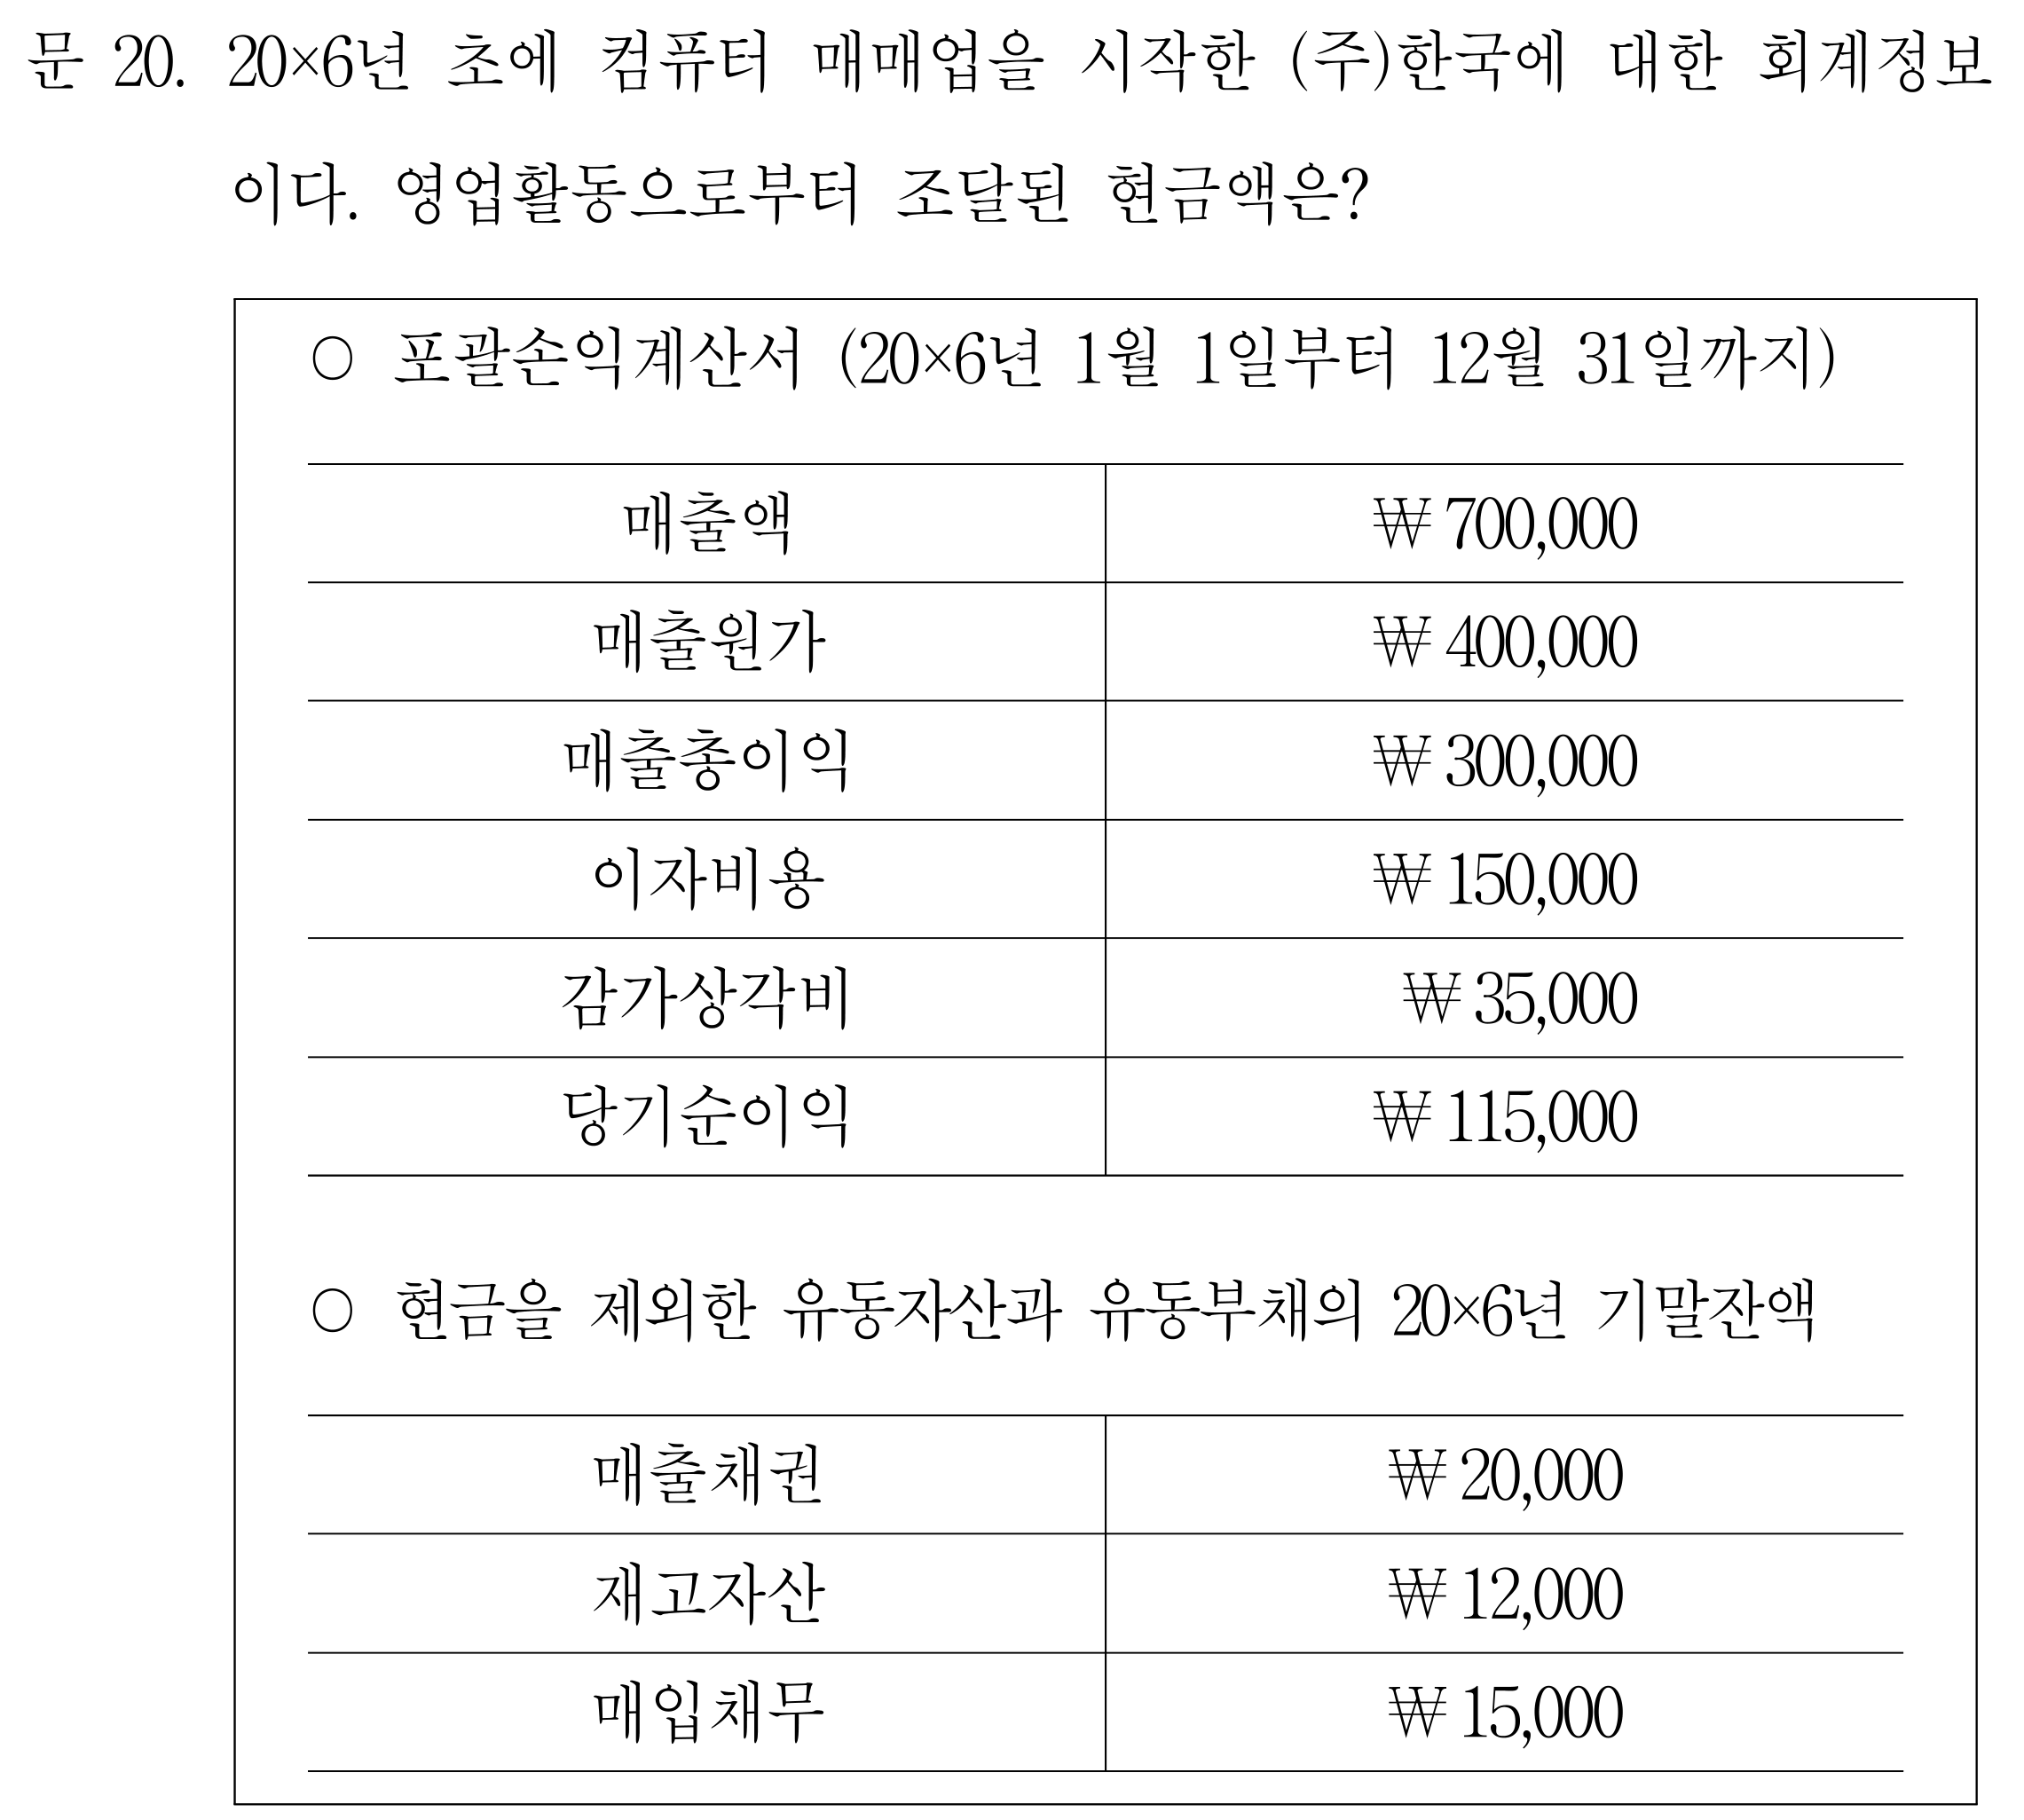 문 20. 20×6년 초에 컴퓨터 재매업을 시작한 (주)한국에 대한 회계정보
이다. 영업활동으로부터 조달된 현금액은?
○ 포괄손익계산서 (20×6년 1월 1일부터 12월 31일까지)
매출액 ₩700,000
매출원가 ₩400,000
매출총이익 ₩300,000
이자비용 ₩150,000
감가상각비 ₩35,000
당기순이익 ₩115,000
○ 현금을 제외한 유동자산과 유동부채의 20×6년 기말잔액
매출채권 ₩20,000
재고자산 ₩12,000
매입채무 ₩15,000